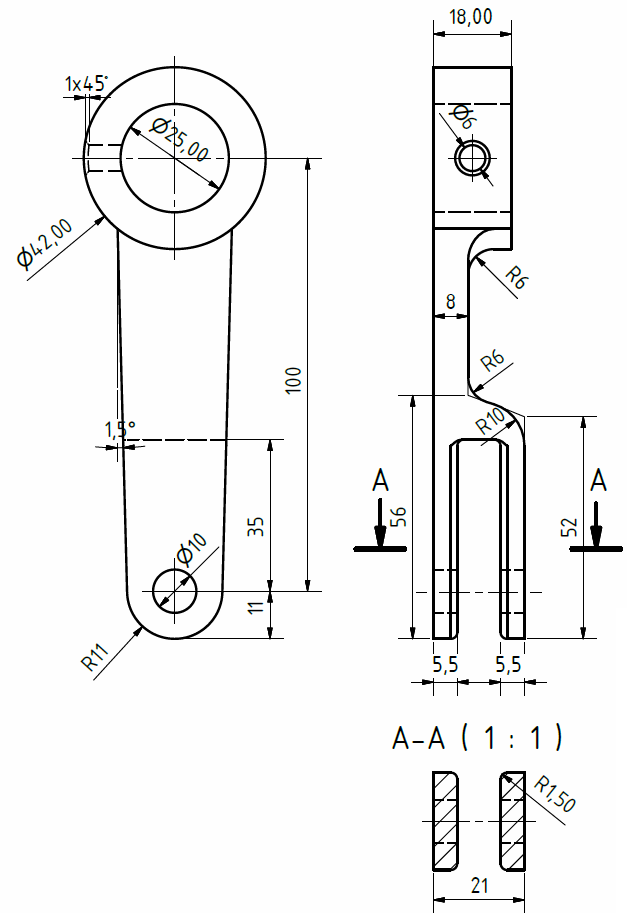 18,00
1x45°
Ø25,00
Ø6
Ø42,00
R6
8
100
R6
1,5°
R10
A
A
56
35
52
Ø10
11
R11
5,5
5,5
A-A ( 1 : 1 )
R1,50
21